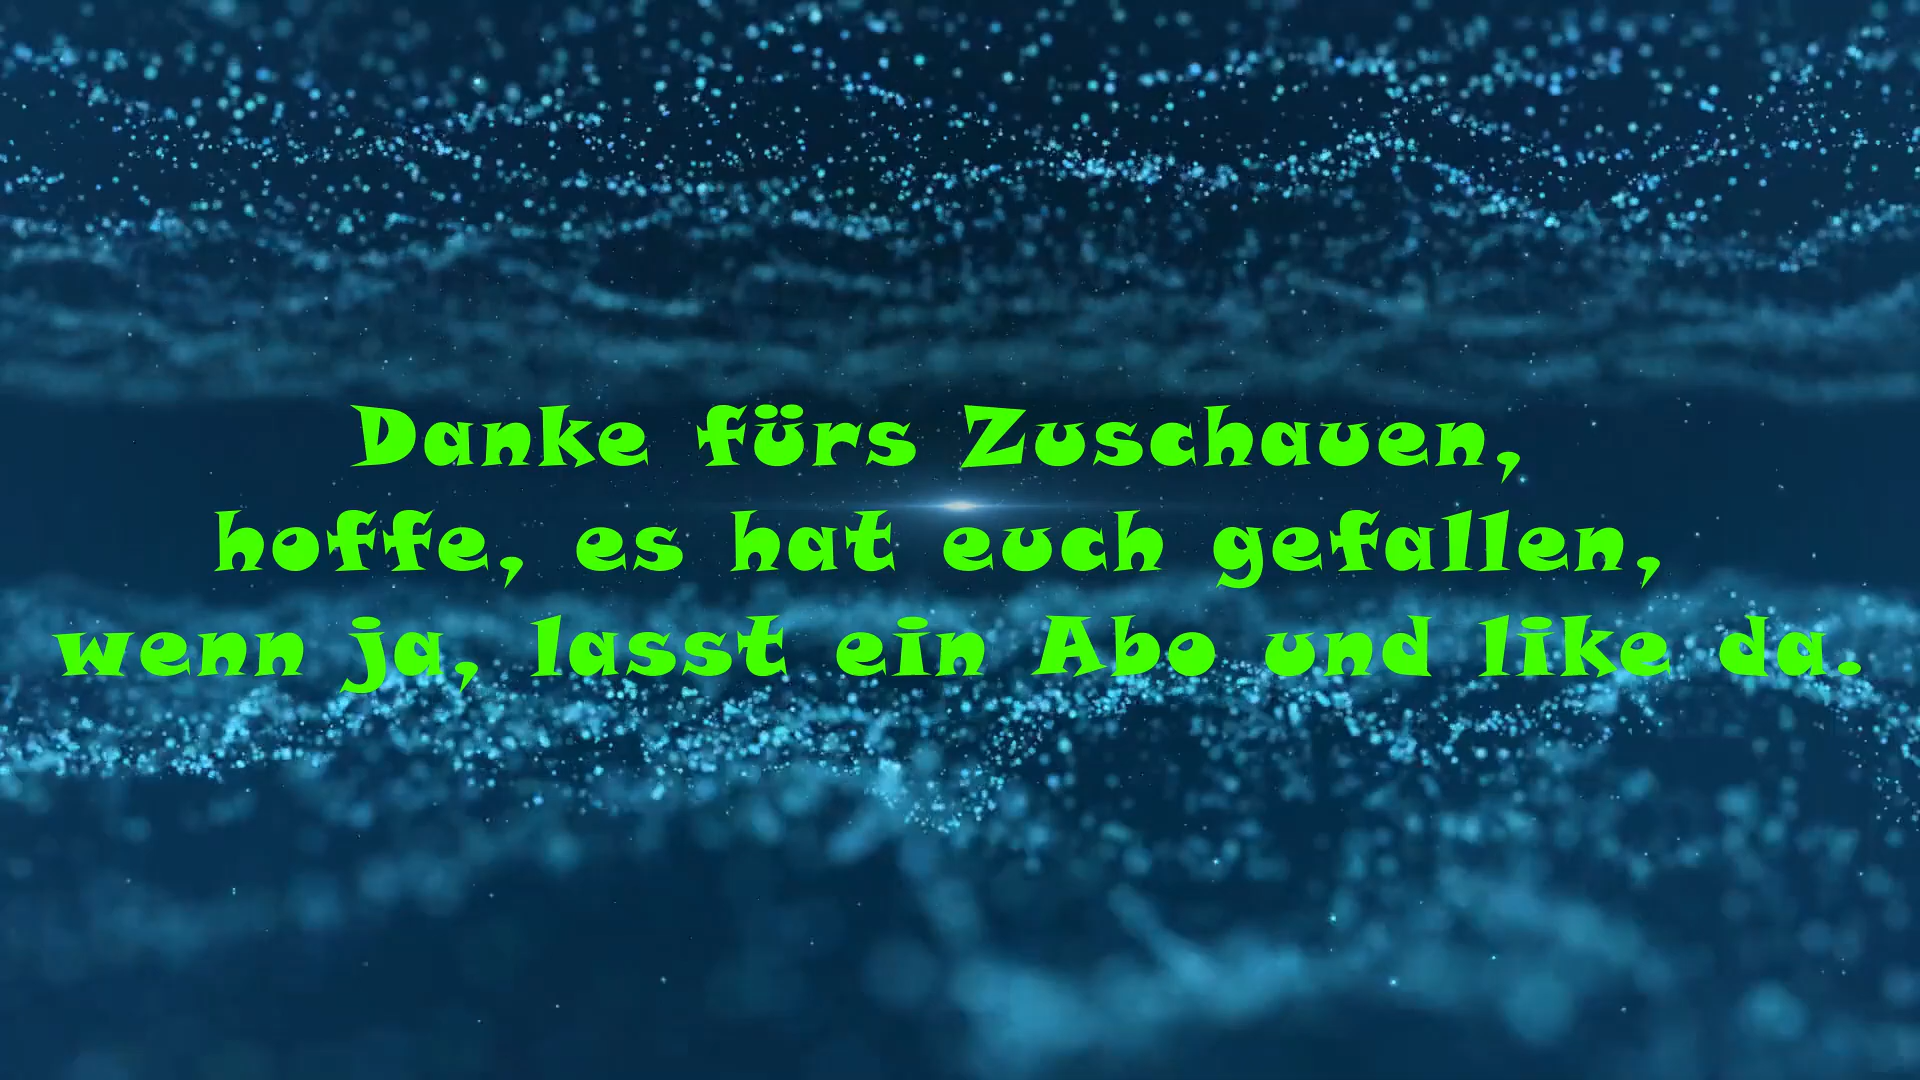 Danke fürs Zuschauen,
hoffe, es hat euch gefallen,
wenn ja, lasst ein Abo und like da.